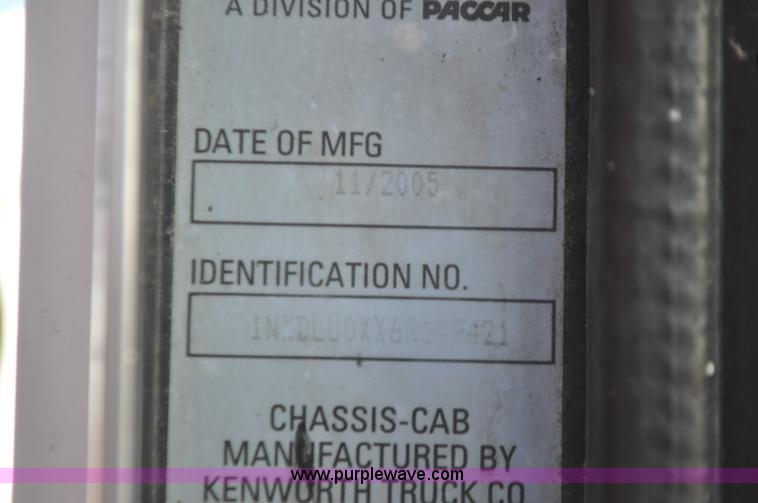 A DIVISION OF PACCAR
DATE OF MFG
11/2005
IDENTIFICATION NO.
CHASSIS-CAB
MANUFACTURED BY
www.purplewave.com
KENWORTH TRUCK CO